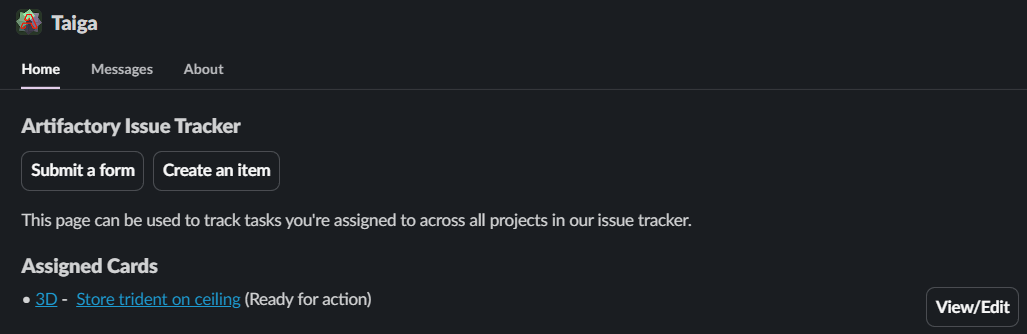 Taiga
Home Messages About
Artifactory Issue Tracker
Submit a form Create an item
This page can be used to track tasks you're assigned to across all projects in our issue tracker.
Assigned Cards
• 3D - Store trident on ceiling (Ready for action)
View/Edit